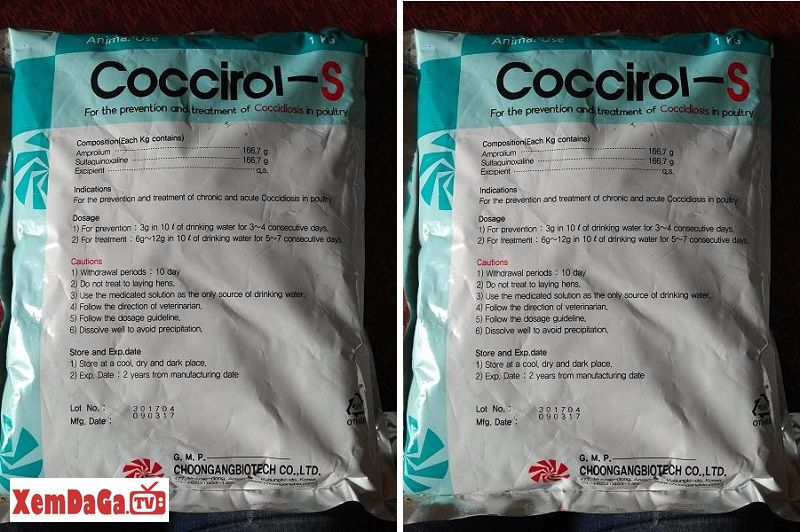 Animal Use
1 Kg
Coccirol-S
For the prevention and treatment of Coccidiosis in poultry
Composition(Each Kg contains)
Amprolium 166.7 g
Sulfaquinoxaline 166.7 g
Excipient q.s.
Indications
For the prevention and treatment of chronic and acute Coccidiosis in poultry
Dosage
1) For prevention : 3g in 10ℓ of drinking water for 3~4 consecutive days.
2) For treatment : 6g~12g in 10ℓ of drinking water for 5~7 consecutive days.
Cautions
1) Withdrawal periods : 10 day
2) Do not treat to laying hens.
3) Use the medicated solution as the only source of drinking water.
4) Follow the direction of veterinarian.
5) Follow the dosage guideline.
6) Dissolve well to avoid precipitation.
Store and Exp.date
1) Store at a cool, dry and dark place.
2) Exp. Date : 2 years from manufacturing date
Lot No. : 301704
Mfg. Date : 090317
OTHER
G. M. P.
CHOONGANGBIOTECH CO.,LTD.
XemDaGa.TV
Animal Use
1 Kg
Coccirol-S
For the prevention and treatment of Coccidiosis in poultry
Composition(Each Kg contains)
Amprolium 166.7 g
Sulfaquinoxaline 166.7 g
Excipient q.s.
Indications
For the prevention and treatment of chronic and acute Coccidiosis in poultry
Dosage
1) For prevention : 3g in 10ℓ of drinking water for 3~4 consecutive days.
2) For treatment : 6g~12g in 10ℓ of drinking water for 5~7 consecutive days.
Cautions
1) Withdrawal periods : 10 day
2) Do not treat to laying hens.
3) Use the medicated solution as the only source of drinking water.
4) Follow the direction of veterinarian.
5) Follow the dosage guideline.
6) Dissolve well to avoid precipitation.
Store and Exp.date
1) Store at a cool, dry and dark place.
2) Exp. Date : 2 years from manufacturing date
Lot No. : 301704
Mfg. Date : 090317
OTHER
G. M. P.
CHOONGANGBIOTECH CO.,LTD.